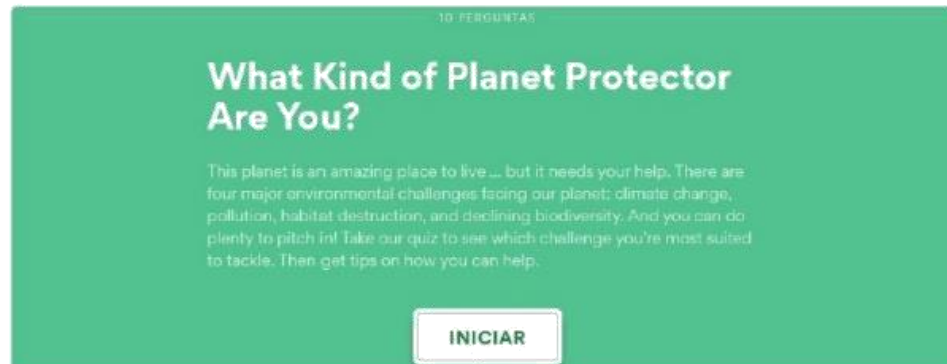 10 PERGUNTAS
What Kind of Planet Protector
Are You?
This planet is an amazing place to live ... but it needs your help. There are
four major environmental challenges facing our planet: climate change,
pollution, habitat destruction, and declining biodiversity. And you can do
plenty to pitch in! Take our quiz to see which challenge you're most suited
to tackle. Then get tips on how you can help.
INICIAR